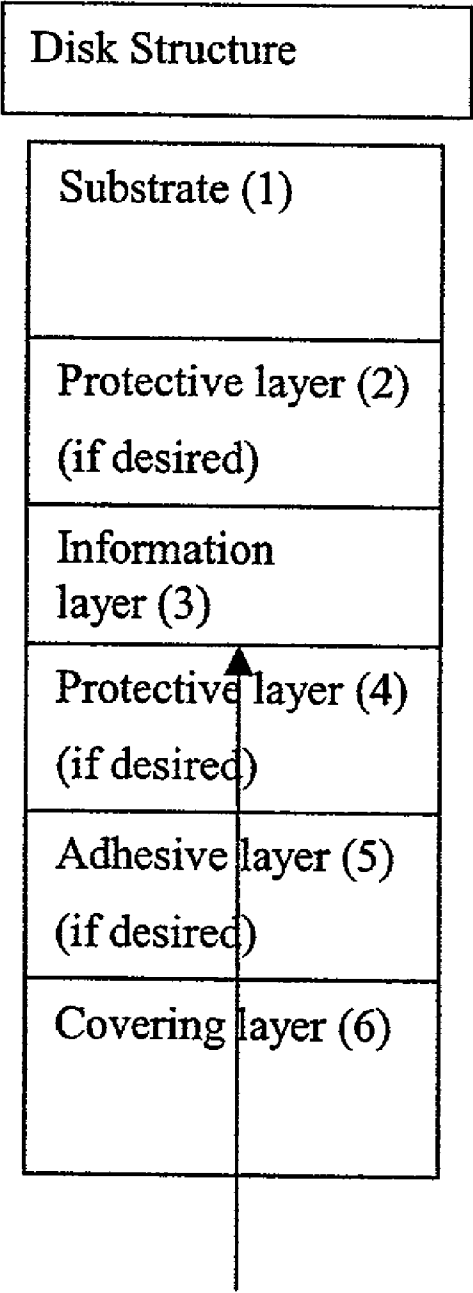 Disk Structure
Substrate (1)
Protective layer (2)
(if desired)
Information
layer (3)
Protective layer (4)
(if desired)
Adhesive layer (5)
(if desired)
Covering layer (6)